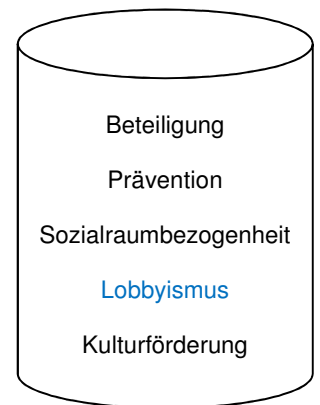 Beteiligung
Prävention
Sozialraumbezogenheit
Lobbyismus
Kulturförderung